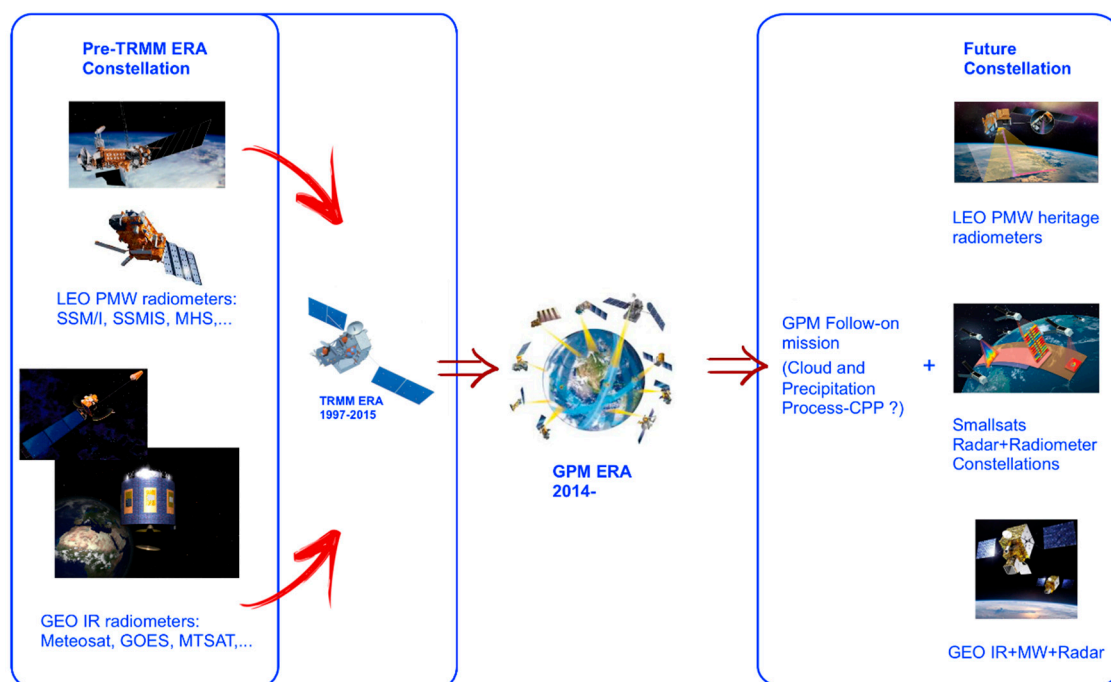 Pre-TRMM ERA
Constellation
LEO PMW radiometers:
SSM/I, SSMIS, MHS,...
GEO IR radiometers:
Meteosat, GOES, MTSAT,...
TRMM ERA
1997-2015
GPM ERA
2014-
GPM Follow-on
mission
(Cloud and
Precipitation
Process-CPP ?)
+
Future
Constellation
LEO PMW heritage
radiometers
Smallsats
Radar+Radiometer
Constellations
GEO IR+MW+Radar